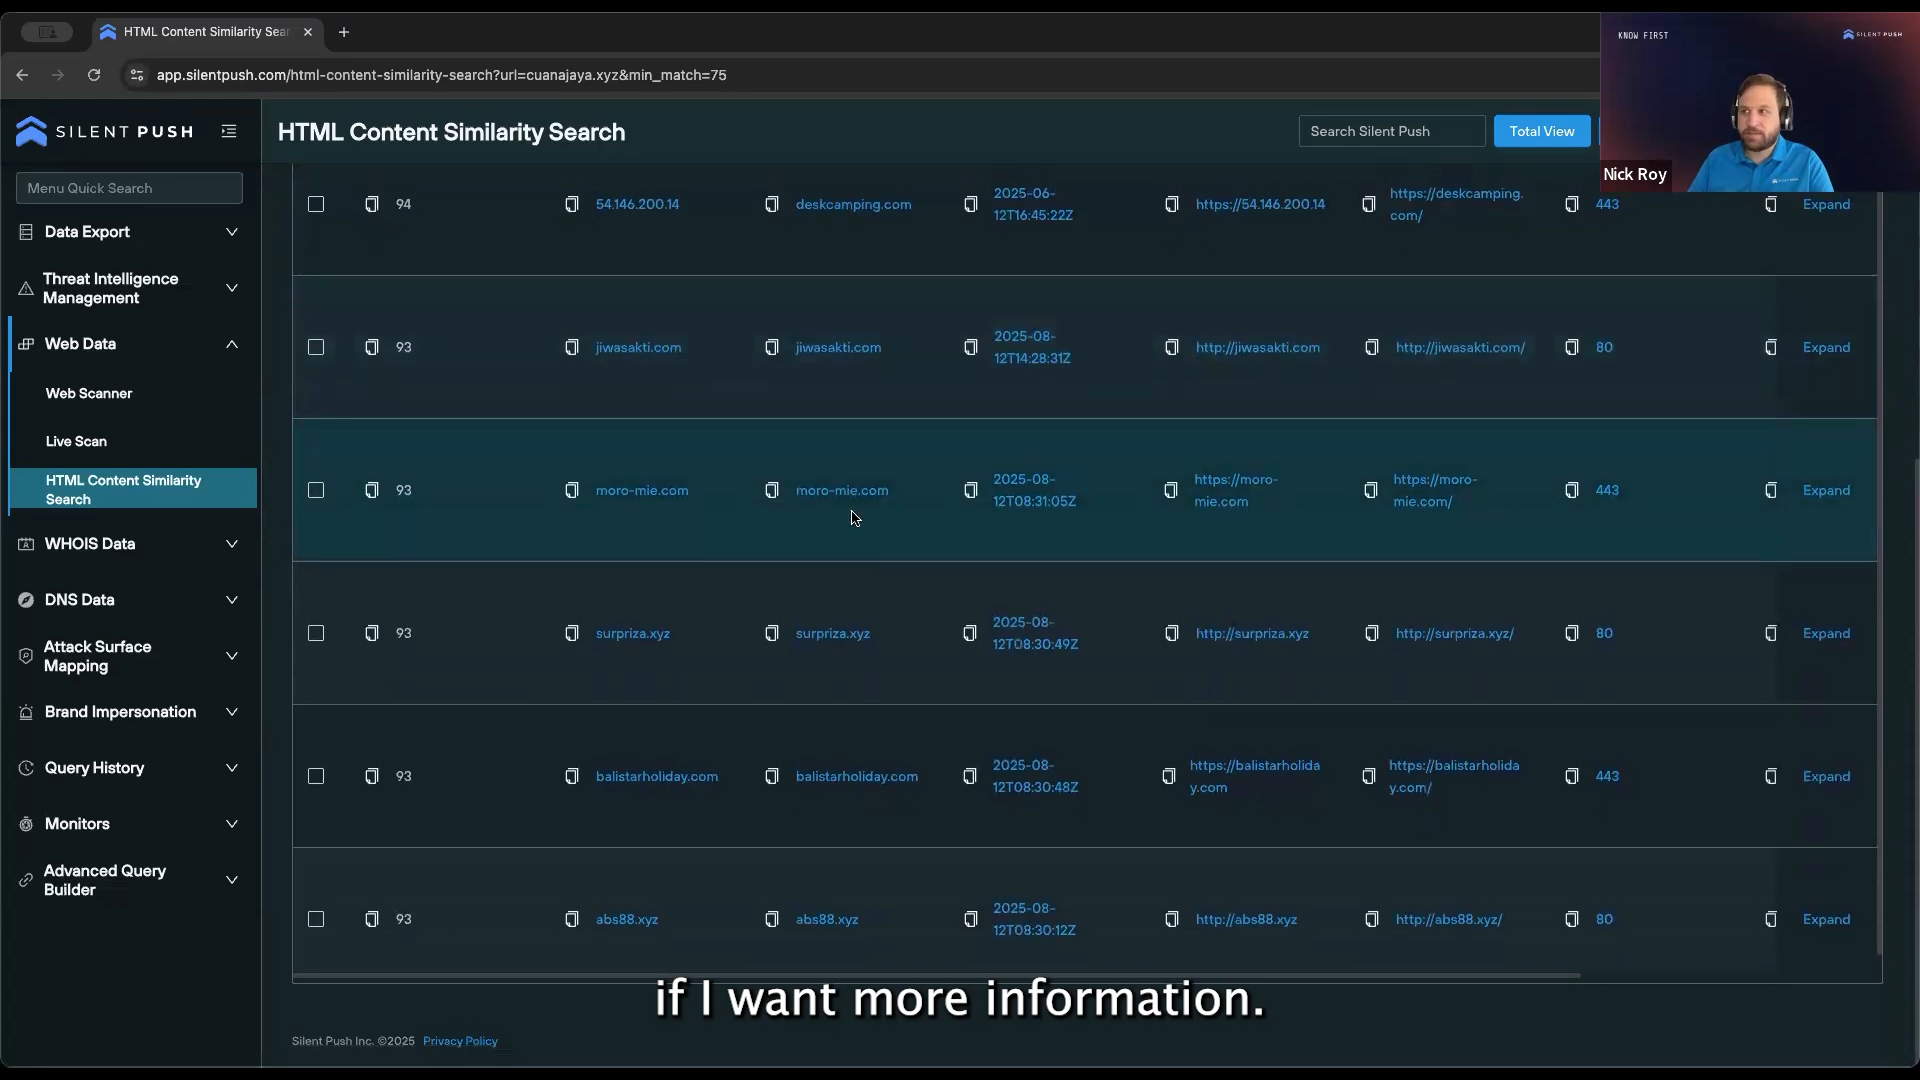 HTML Content Similarity Sear
app.silentpush.com/html-content-similarity-search?url=cuanajaya.xyz&min_match=75
KNOW FIRST
SILENT PUSH
Nick Roy
SILENT PUSH
HTML Content Similarity Search
Search Silent Push
Total View
Menu Quick Search
Data Export
Threat Intelligence
Management
Web Data
Web Scanner
Live Scan
HTML Content Similarity
Search
WHOIS Data
DNS Data
Attack Surface
Mapping
Brand Impersonation
Query History
Monitors
Advanced Query
Builder
94 54.146.200.14 deskcamping.com 2025-06-
12T16:45:22Z https://54.146.200.14 https://deskcamping.
com/ 443 Expand
93 jiwasakti.com jiwasakti.com 2025-08-
12T14:28:31Z http://jiwasakti.com http://jiwasakti.com/ 80 Expand
93 moro-mie.com moro-mie.com 2025-08-
12T08:31:05Z https://moro-
mie.com https://moro-
mie.com/ 443 Expand
93 surpriza.xyz surpriza.xyz 2025-08-
12T08:30:49Z http://surpriza.xyz http://surpriza.xyz/ 80 Expand
93 balistarholiday.com balistarholiday.com 2025-08-
12T08:30:48Z https://balistarholida
y.com https://balistarholida
y.com/ 443 Expand
93 abs88.xyz abs88.xyz 2025-08-
12T08:30:12Z http://abs88.xyz http://abs88.xyz/ 80 Expand
if I want more information.
Silent Push Inc. ©2025 Privacy Policy